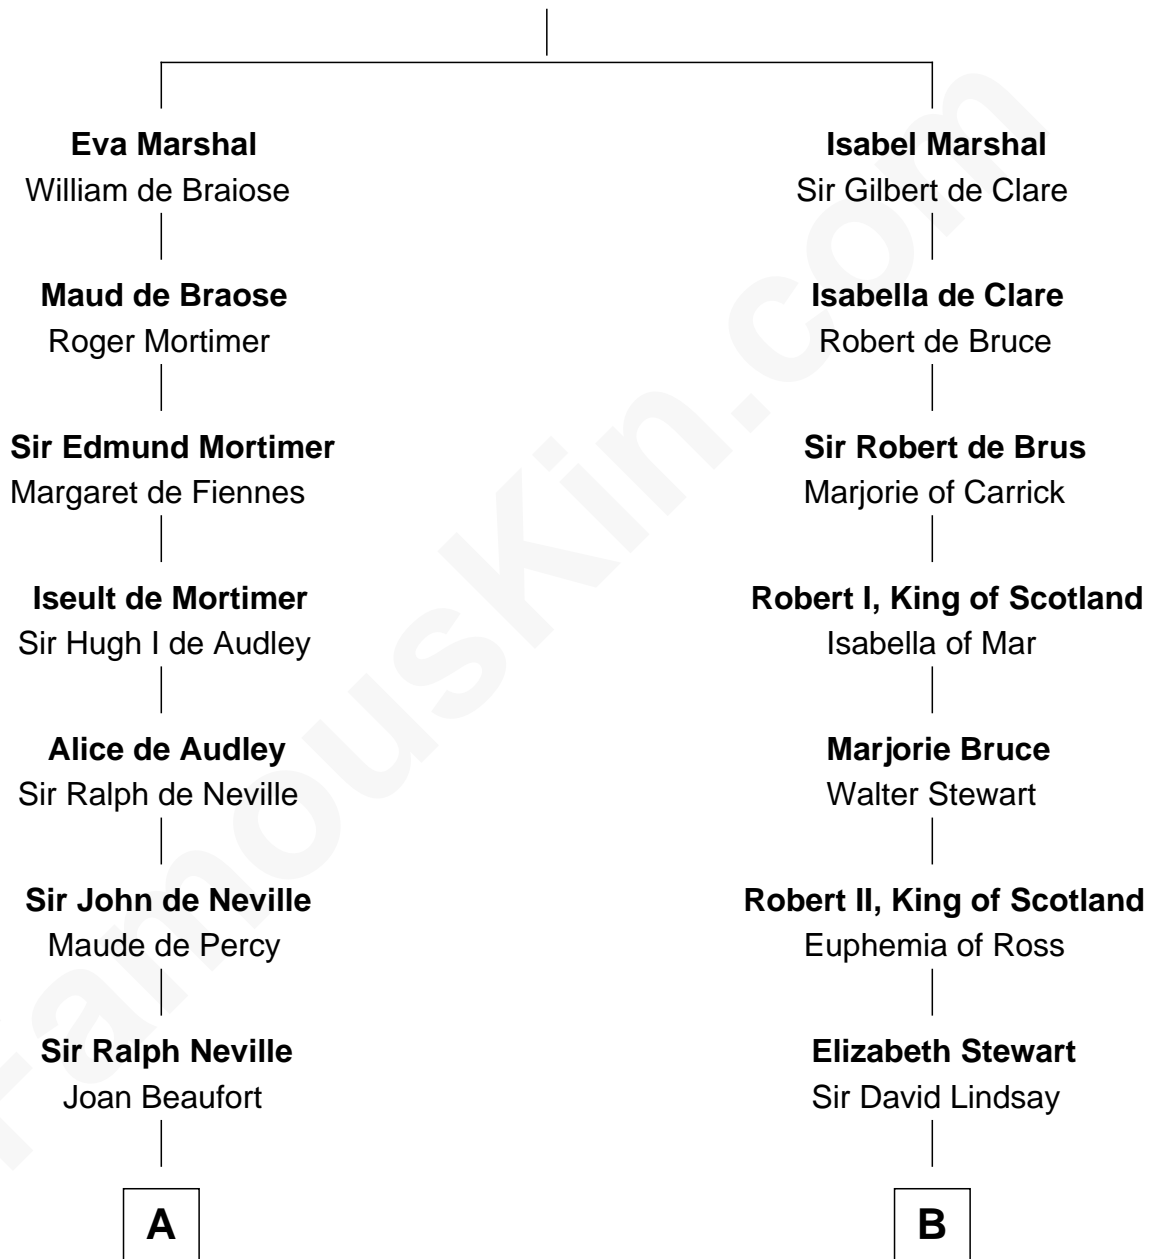 Eva Marshal
William de Braiose
Maud de Braose
Roger Mortimer
Sir Edmund Mortimer
Margaret de Fiennes
Iseult de Mortimer
Sir Hugh I de Audley
Alice de Audley
Sir Ralph de Neville
Sir John de Neville
Maude de Percy
Sir Ralph Neville
Joan Beaufort
A
Isabel Marshal
Sir Gilbert de Clare
Isabella de Clare
Robert de Bruce
Sir Robert de Brus
Marjorie of Carrick
Robert I, King of Scotland
Isabella of Mar
Marjorie Bruce
Walter Stewart
Robert II, King of Scotland
Euphemia of Ross
Elizabeth Stewart
Sir David Lindsay
B
FamousKin.com